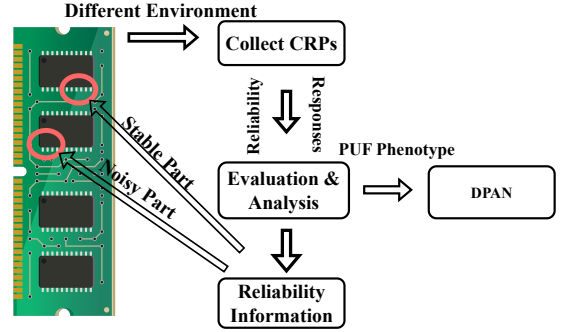 Different Environment
Collect CRPs
Reliability
Responses
Stable Part
Noisy Part
PUF Phenotype
Evaluation &
Analysis
DPAN
Reliability
Information